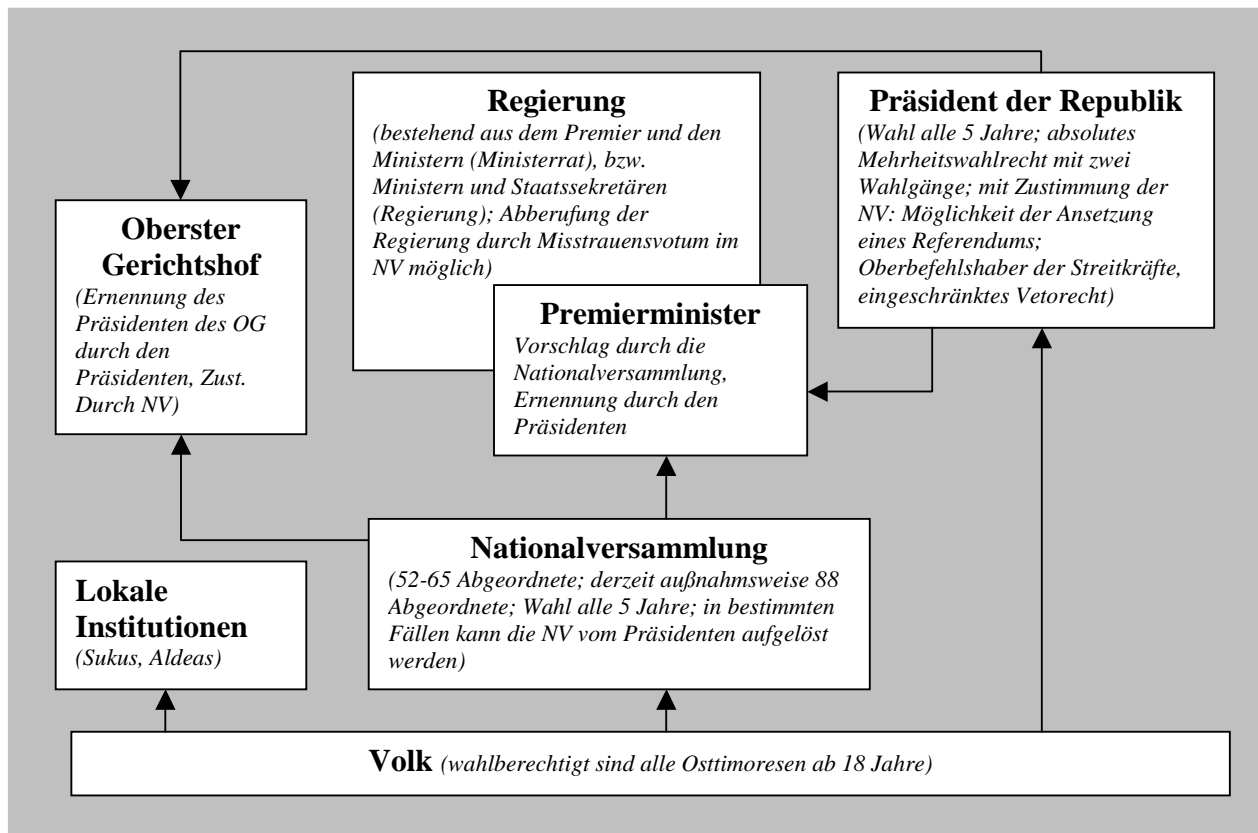 Regierung
(bestehend aus dem Premier und den
Ministern (Ministerrat), bzw.
Ministern und Staatssekretären
(Regierung); Abberufung der
Regierung durch Misstrauensvotum im
NV möglich)
Präsident der Republik
(Wahl alle 5 Jahre; absolutes
Mehrheitswahlrecht mit zwei
Wahlgänge; mit Zustimmung der
NV: Möglichkeit der Ansetzung
eines Referendums;
Oberbefehlshaber der Streitkräfte,
eingeschränktes Vetorecht)
Oberster
Gerichtshof
(Ernennung des
Präsidenten des OG
durch den
Präsidenten, Zust.
Durch NV)
Premierminister
Vorschlag durch die
Nationalversammlung,
Ernennung durch den
Präsidenten
Nationalversammlung
(52-65 Abgeordnete; derzeit außnahmsweise 88
Abgeordnete; Wahl alle 5 Jahre; in bestimmten
Fällen kann die NV vom Präsidenten aufgelöst
werden)
Lokale
Institutionen
(Sukus, Aldeas)
Volk (wahlberechtigt sind alle Osttimoresen ab 18 Jahre)